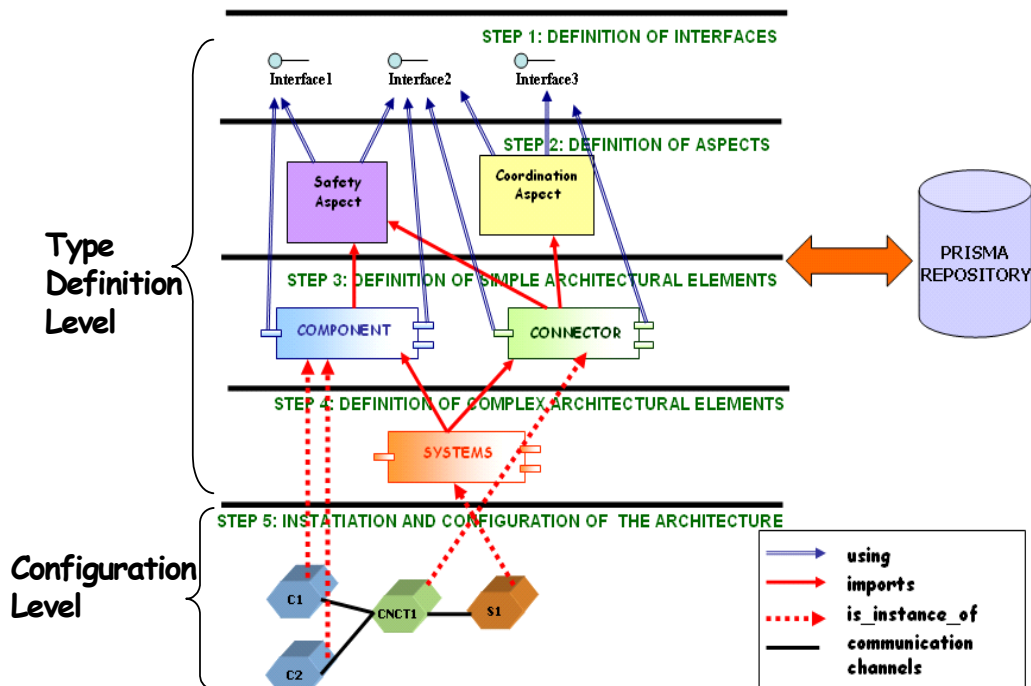 STEP 1: DEFINITION OF INTERFACES
Interface1
Interface2
Interface3
STEP 2: DEFINITION OF ASPECTS
Safety
Aspect
Coordination
Aspect
Type
Definition
Level
PRISMA
REPOSITORY
STEP 3: DEFINITION OF SIMPLE ARCHITECTURAL ELEMENTS
COMPONENT
CONNECTOR
STEP 4: DEFINITION OF COMPLEX ARCHITECTURAL ELEMENTS
SYSTEMS
STEP 5: INSTATIATION AND CONFIGURATION OF THE ARCHITECTURE
Configuration
Level
C1
CNCT1
S1
C2
using
imports
is_instance_of
communication
channels